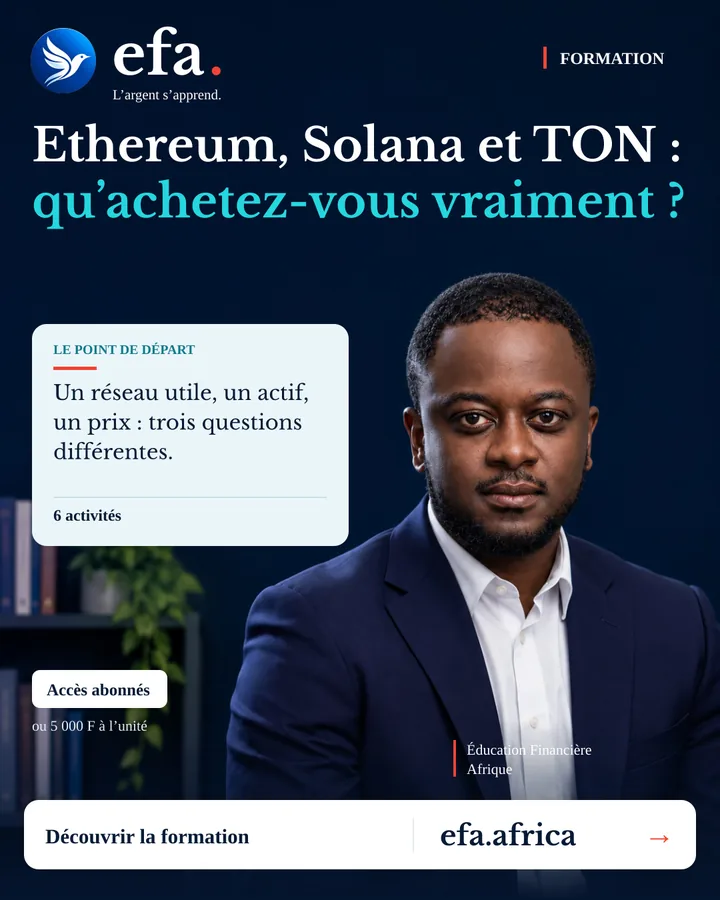 efa.
L’argent s’apprend.
FORMATION
Ethereum, Solana et TON :
qu’achetez-vous vraiment ?
LE POINT DE DÉPART
Un réseau utile, un actif,
un prix : trois questions
différentes.
6 activités
Accès abonnés
ou 5 000 F à l’unité
Éducation Financière
Afrique
Découvrir la formation
efa.africa →